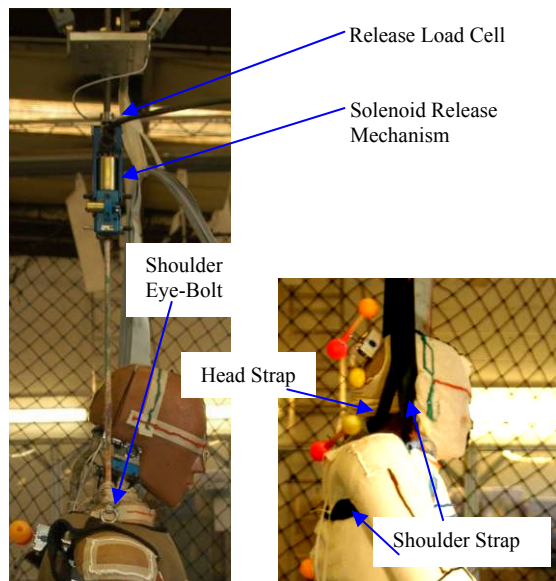 Release Load Cell
Solenoid Release
Mechanism
Shoulder
Eye-Bolt
Head Strap
Shoulder Strap